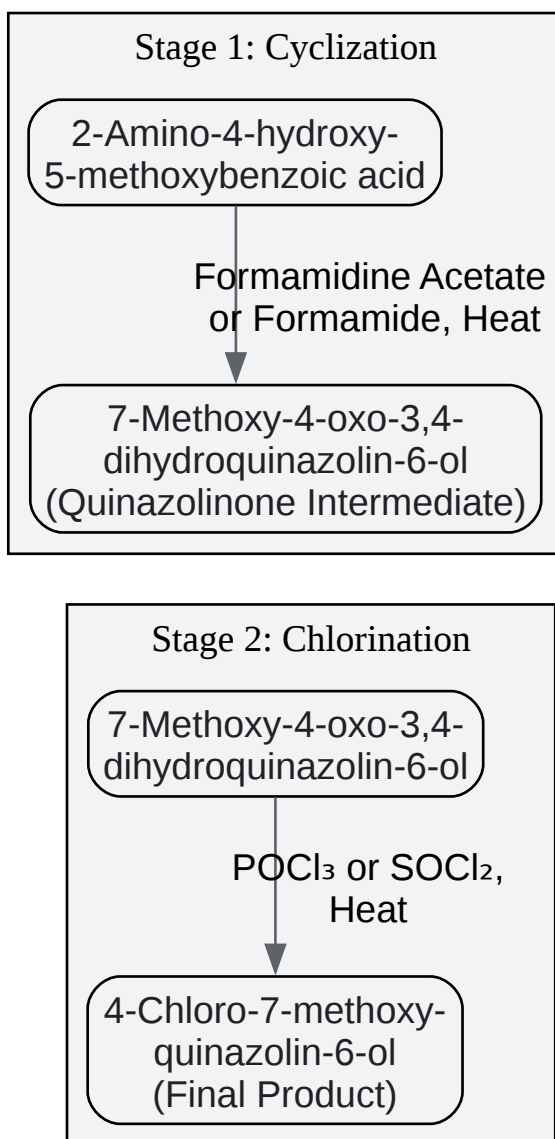 Stage 1: Cyclization
2-Amino-4-hydroxy-
5-methoxybenzoic acid
Formamidine Acetate
or Formamide, Heat
7-Methoxy-4-oxo-3,4-
dihydroquinazolin-6-ol
(Quinazolinone Intermediate)
Stage 2: Chlorination
7-Methoxy-4-oxo-3,4-
dihydroquinazolin-6-ol
POCl₃ or SOCl₂,
Heat
4-Chloro-7-methoxy-
quinazolin-6-ol
(Final Product)